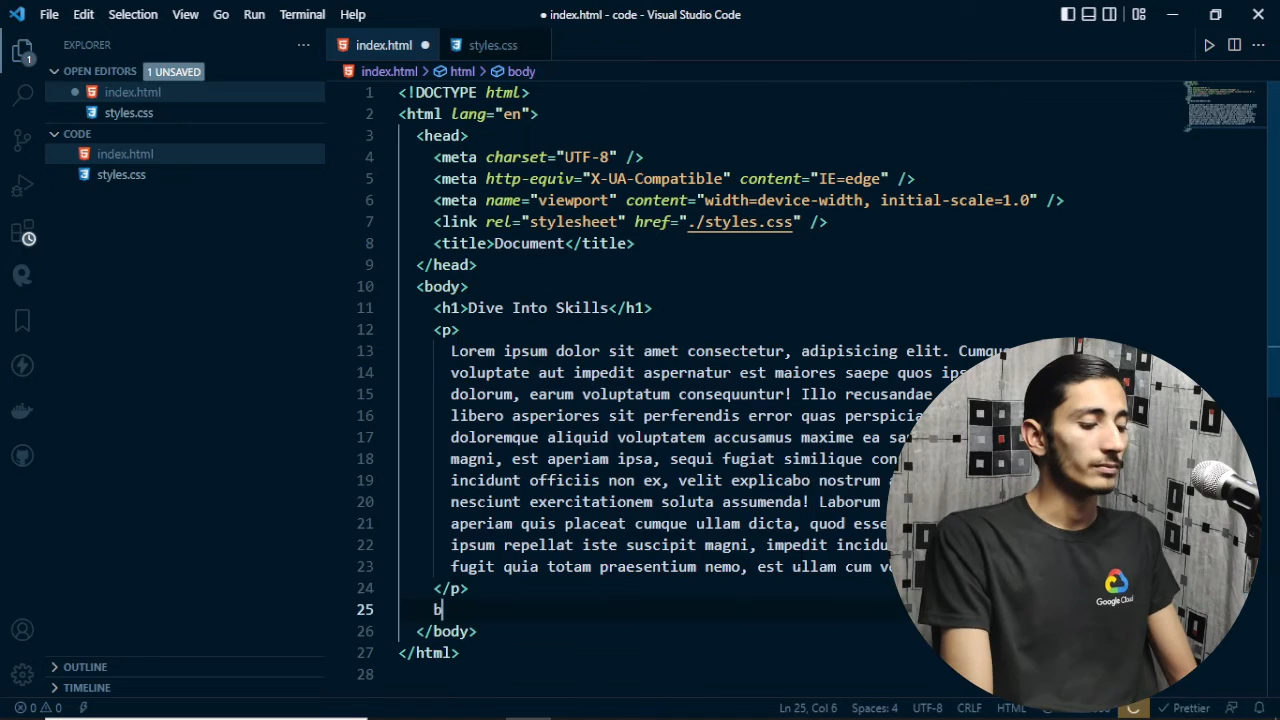 File Edit Selection View Go Run Terminal Help ● index.html - code - Visual Studio Code
EXPLORER ···
index.html ●
styles.css
OPEN EDITORS 1 UNSAVED
● index.html
styles.css
CODE
index.html
styles.css
OUTLINE
TIMELINE
1
index.html > html > body
1 <!DOCTYPE html>
2 <html lang="en">
3 <head>
4 <meta charset="UTF-8" />
5 <meta http-equiv="X-UA-Compatible" content="IE=edge" />
6 <meta name="viewport" content="width=device-width, initial-scale=1.0" />
7 <link rel="stylesheet" href="./styles.css" />
8 <title>Document</title>
9 </head>
10 <body>
11 <h1>Dive Into Skills</h1>
12 <p>
13 Lorem ipsum dolor sit amet consectetur, adipisicing elit. Cumque
14 voluptate aut impedit aspernatur est maiores saepe quos
15 dolorum, earum voluptatum consequuntur! Illo recusandae
16 libero asperiores sit perferendis error quas
17 doloremque aliquid voluptatem accusamus maxime ea
18 magni, est aperiam ipsa, sequi fugiat similique
19 incidunt officiis non ex, velit explicabo nostrum
20 nesciunt exercitationem soluta assumenda! Laborum
21 aperiam quis placeat cumque ullam dicta, quod esse
22 ipsum repellat iste suscipit magni, impedit
23 fugit quia totam praesentium nemo, est ullam cum
24 </p>
25 b
26 </body>
27 </html>
28
Google Cloud
0 0 Ln 25, Col 6 Spaces: 4 UTF-8 CRLF HTML Prettier